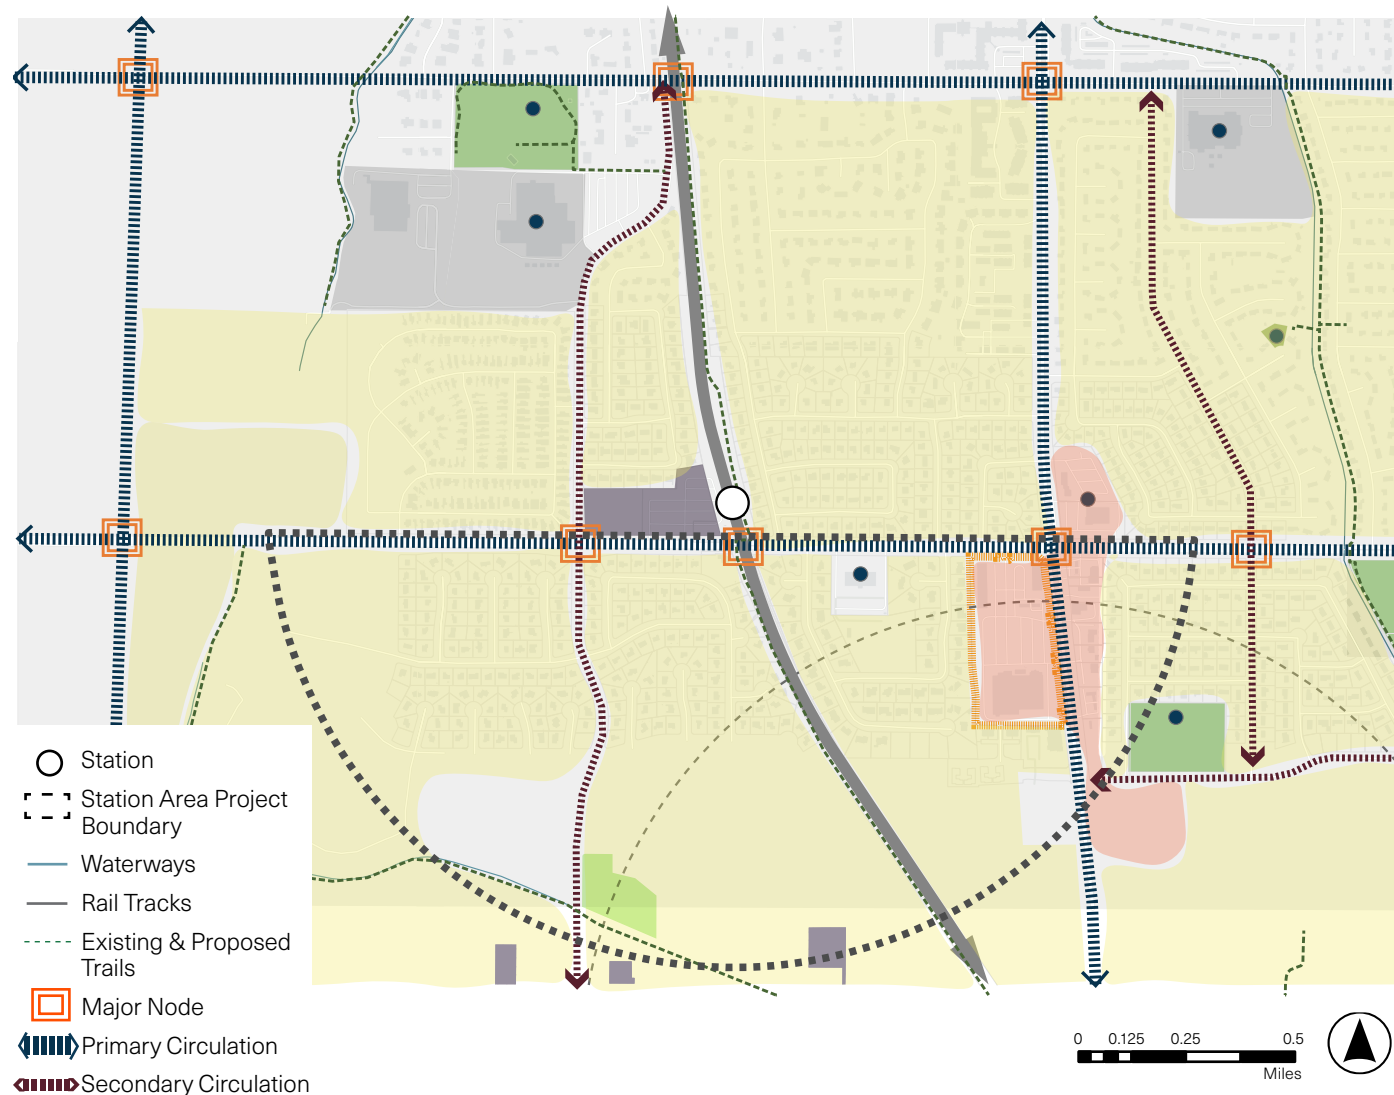 Station
Station Area Project
Boundary
Waterways
Rail Tracks
Existing & Proposed
Trails
Major Node
Primary Circulation
Secondary Circulation
0 0.125 0.25 0.5
Miles